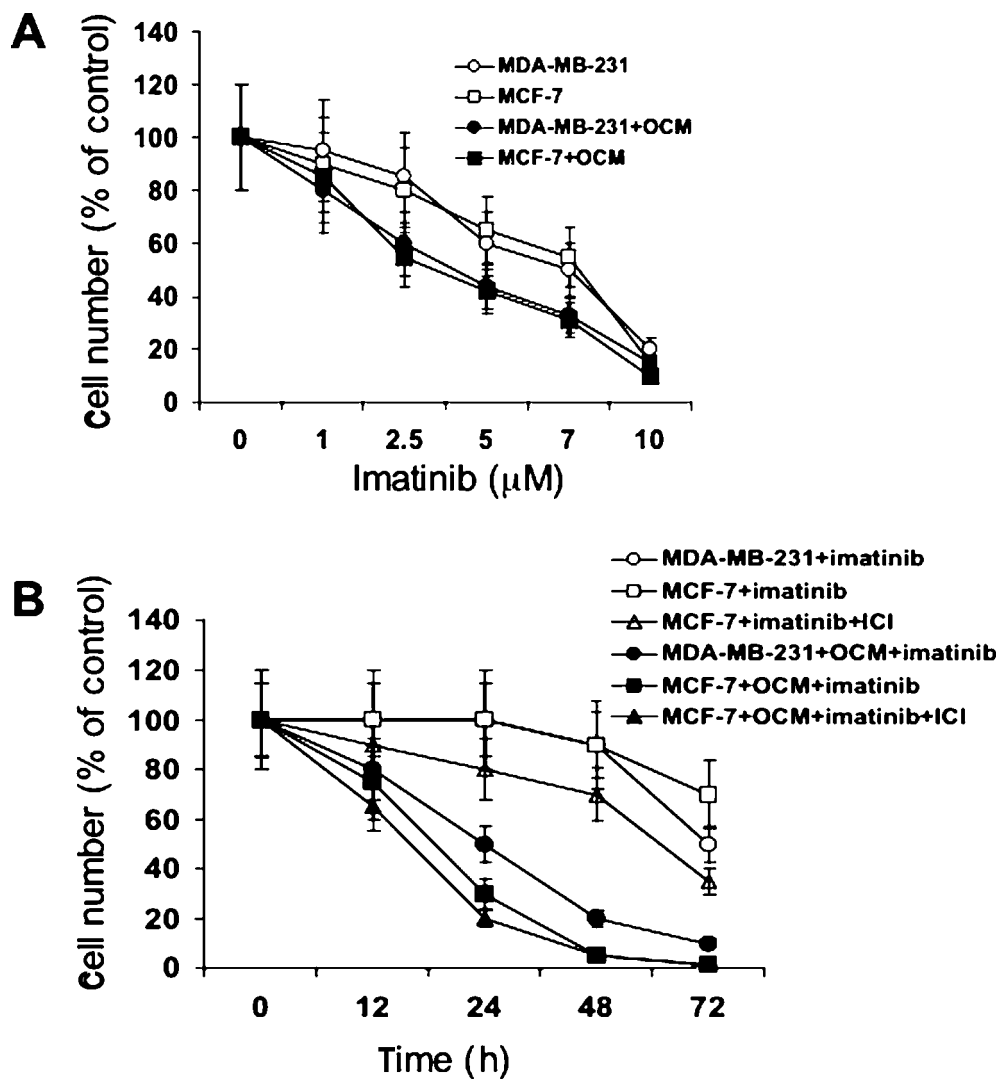 A
cell number (% of control)
140
120
100
80
60
40
20
0
MDA-MB-231
MCF-7
MDA-MB-231+OCM
MCF-7+OCM
0 1 2.5 5 7 10
Imatinib (μM)
B
cell number (% of control)
140
120
100
80
60
40
20
0
MDA-MB-231+imatinib
MCF-7+imatinib
MCF-7+imatinib+ICI
MDA-MB-231+OCM+imatinib
MCF-7+OCM+imatinib
MCF-7+OCM+imatinib+ICI
0 12 24 48 72
Time (h)